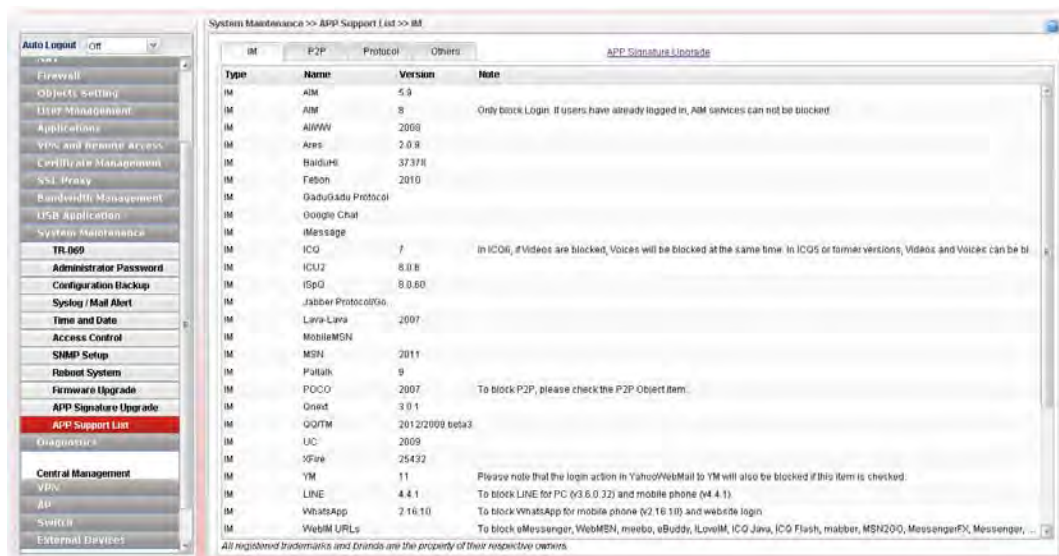 System Maintenance >> APP Support List >> IM
Auto Logout Off
Firewall
Objects Setting
User Management
Applications
VPN and Remote Access
Certificate Management
SSL Proxy
Bandwidth Management
USB Application
System Maintenance
TR-069
Administrator Password
Configuration Backup
Syslog / Mail Alert
Time and Date
Access Control
SNMP Setup
Reboot System
Firmware Upgrade
APP Signature Upgrade
APP Support List
Diagnostics
Central Management
VPN
AP
Switch
External Devices
IM P2P Protocol Others APP Signature Upgrade
Type Name Version Note
IM AIM 5.9
IM AIM 8 Only block Login. If users have already logged in, AIM services can not be blocked.
IM AliWW 2008
IM Ares 2.0.9
IM BaiduHi 37378
IM Fetion 2010
IM GaduGadu Protocol
IM Google Chat
IM iMessage
IM ICQ 7 In ICQ6, if Videos are blocked, Voices will be blocked at the same time. In ICQ5 or former versions, Videos and Voices can be bl
IM ICU2 8.0.6
IM iSpQ 8.0.60
IM Jabber Protocol/Go
IM Lava-Lava 2007
IM MobileMSN
IM MSN 2011
IM Paltalk 9
IM POCO 2007 To block P2P, please check the P2P Object item.
IM Qnext 3.0.1
IM QQ/TM 2012/2009 beta3
IM UC 2009
IM XFire 25432
IM YM 11 Please note that the login action in YahooWebMail to YM will also be blocked if this item is checked.
IM LINE 4.4.1 To block LINE for PC (v3.6.0.32) and mobile phone (v4.4.1)
IM WhatsApp 2.16.10 To block WhatsApp for mobile phone (v2.16.10) and website login
IM WebIM URLs To block eMessenger, WebMSN, meebo, eBuddy, ILoveIM, ICQ Java, ICQ Flash, mabber, MSN2GO, MessengerFX, Messenger, ...
All registered trademarks and brands are the property of their respective owners.